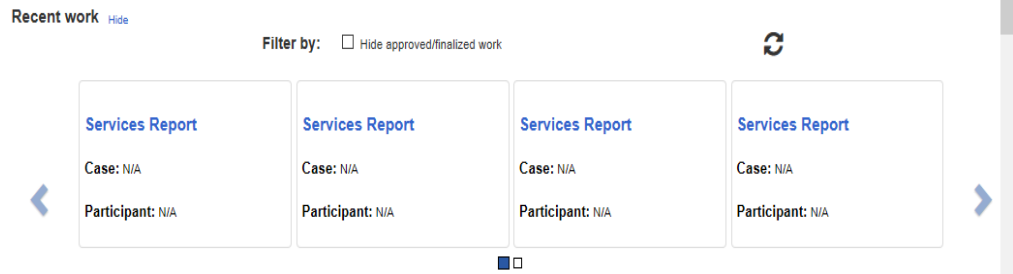 Recent work Hide
Filter by: Hide approved/finalized work
Services Report Services Report Services Report Services Report
Case: N/A Case: N/A Case: N/A Case: N/A
Participant: N/A Participant: N/A Participant: N/A Participant: N/A